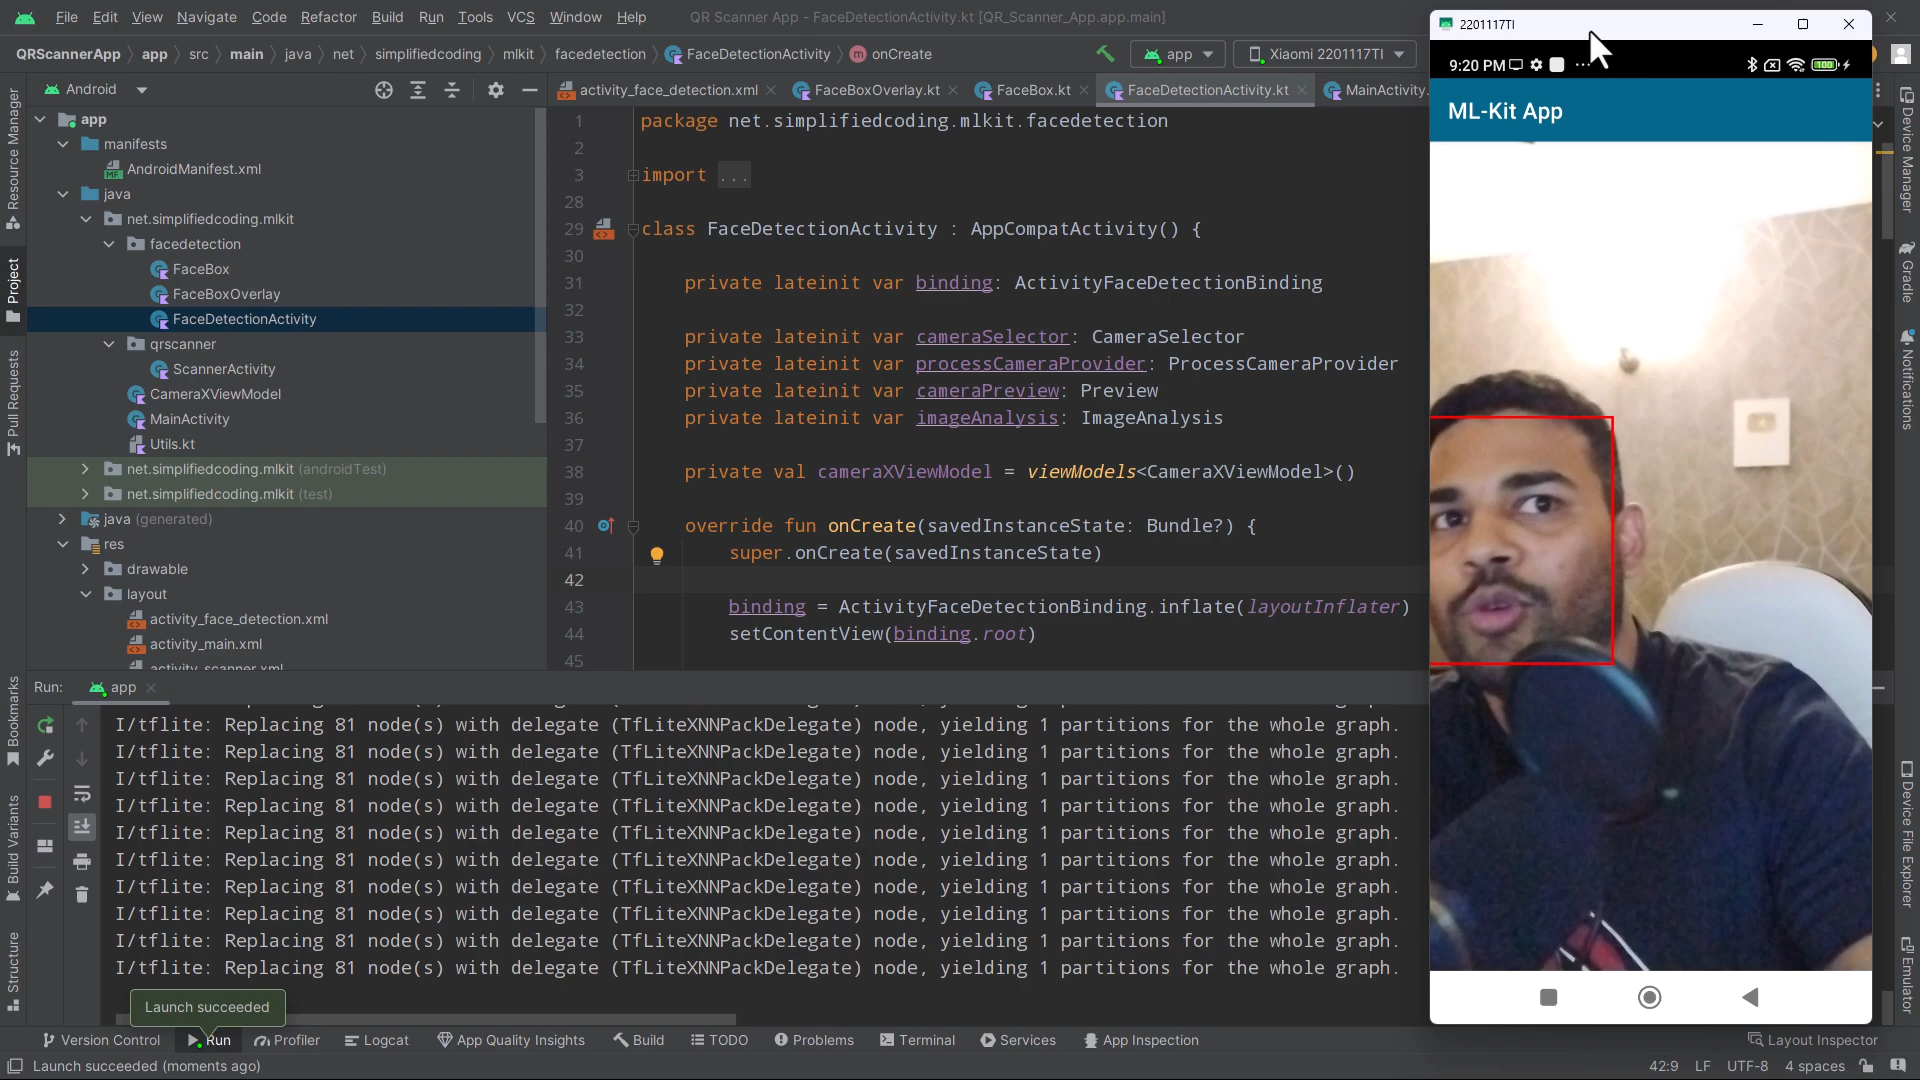 File Edit View Navigate Code Refactor Build Run Tools VCS Window Help QR Scanner App - FaceDetectionActivity.kt [QR_Scanner_App.app.main]
QRScannerApp app src main java net simplifiedcoding mlkit facedetection FaceDetectionActivity onCreate app Xiaomi 2201117TI
Android
activity_face_detection.xml FaceBoxOverlay.kt FaceBox.kt FaceDetectionActivity.kt MainActivity.
Resource Manager
Project
Pull Requests
Bookmarks
Build Variants
Structure
app
manifests
AndroidManifest.xml
java
net.simplifiedcoding.mlkit
facedetection
FaceBox
FaceBoxOverlay
FaceDetectionActivity
qrscanner
ScannerActivity
CameraXViewModel
MainActivity
Utils.kt
net.simplifiedcoding.mlkit (androidTest)
net.simplifiedcoding.mlkit (test)
java (generated)
res
drawable
layout
activity_face_detection.xml
activity_main.xml
activity_scanner.xml
1 package net.simplifiedcoding.mlkit.facedetection
2
3 import ...
28
29 class FaceDetectionActivity : AppCompatActivity() {
30
31 private lateinit var binding: ActivityFaceDetectionBinding
32
33 private lateinit var cameraSelector: CameraSelector
34 private lateinit var processCameraProvider: ProcessCameraProvider
35 private lateinit var cameraPreview: Preview
36 private lateinit var imageAnalysis: ImageAnalysis
37
38 private val cameraXViewModel = viewModels<CameraXViewModel>()
39
40 override fun onCreate(savedInstanceState: Bundle?) {
41 super.onCreate(savedInstanceState)
42
43 binding = ActivityFaceDetectionBinding.inflate(layoutInflater)
44 setContentView(binding.root)
45
2201117TI
9:20 PM ... 100
ML-Kit App
Device Manager
Gradle
Notifications
Device File Explorer
Emulator
Run: app
I/tflite: Replacing 81 node(s) with delegate (TfLiteXNNPackDelegate) node, yielding 1 partitions for the whole graph.
I/tflite: Replacing 81 node(s) with delegate (TfLiteXNNPackDelegate) node, yielding 1 partitions for the whole graph.
I/tflite: Replacing 81 node(s) with delegate (TfLiteXNNPackDelegate) node, yielding 1 partitions for the whole graph.
I/tflite: Replacing 81 node(s) with delegate (TfLiteXNNPackDelegate) node, yielding 1 partitions for the whole graph.
I/tflite: Replacing 81 node(s) with delegate (TfLiteXNNPackDelegate) node, yielding 1 partitions for the whole graph.
I/tflite: Replacing 81 node(s) with delegate (TfLiteXNNPackDelegate) node, yielding 1 partitions for the whole graph.
I/tflite: Replacing 81 node(s) with delegate (TfLiteXNNPackDelegate) node, yielding 1 partitions for the whole graph.
I/tflite: Replacing 81 node(s) with delegate (TfLiteXNNPackDelegate) node, yielding 1 partitions for the whole graph.
I/tflite: Replacing 81 node(s) with delegate (TfLiteXNNPackDelegate) node, yielding 1 partitions for the whole graph.
I/tflite: Replacing 81 node(s) with delegate (TfLiteXNNPackDelegate) node, yielding 1 partitions for the whole graph.
Launch succeeded
Version Control Run Profiler Logcat App Quality Insights Build TODO Problems Terminal Services App Inspection Layout Inspector
Launch succeeded (moments ago) 42:9 LF UTF-8 4 spaces